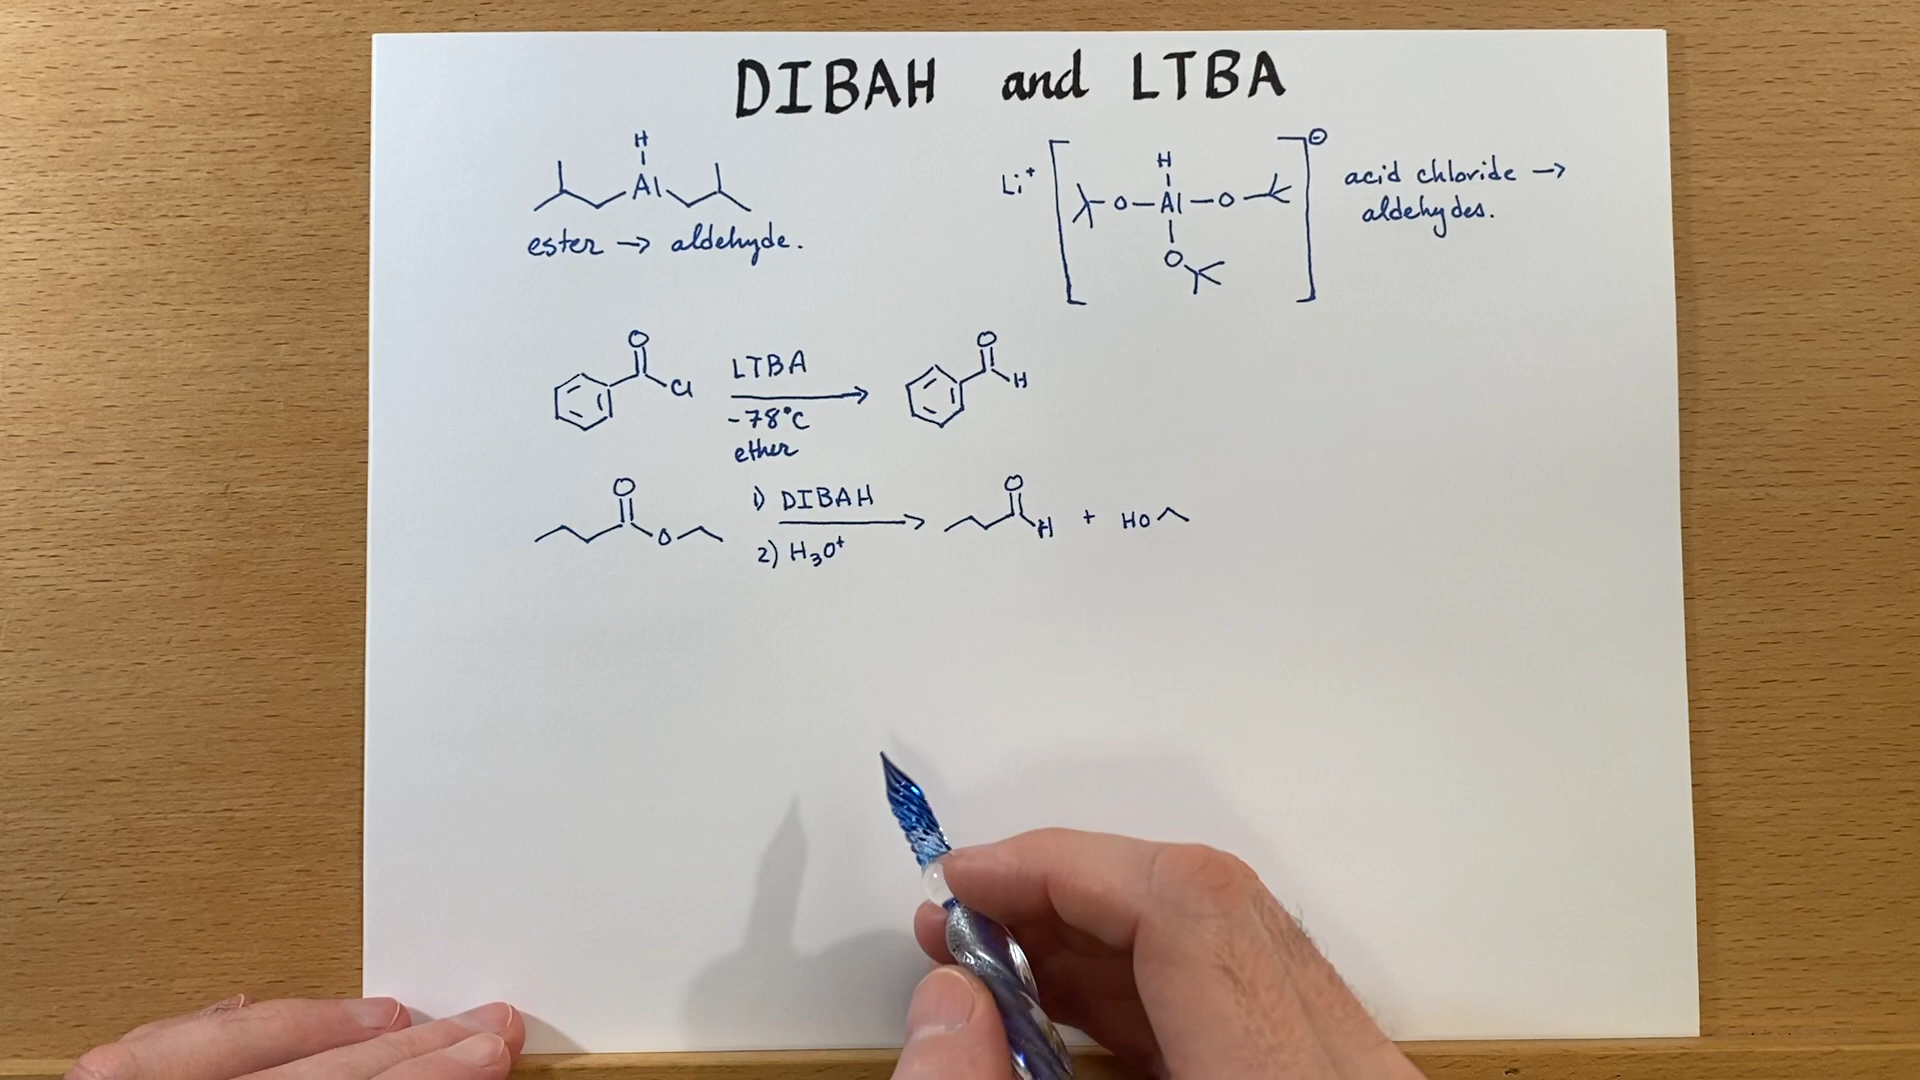 DIBAH and LTBA
H
Al
ester → aldehyde.
Li⁺
H
O—Al—O
O
⊖
acid chloride →
aldehydes.
O
Cl
LTBA
-78°C
ether
O
H
O
O
1) DIBAH
2) H₃O⁺
O
H
+ HO